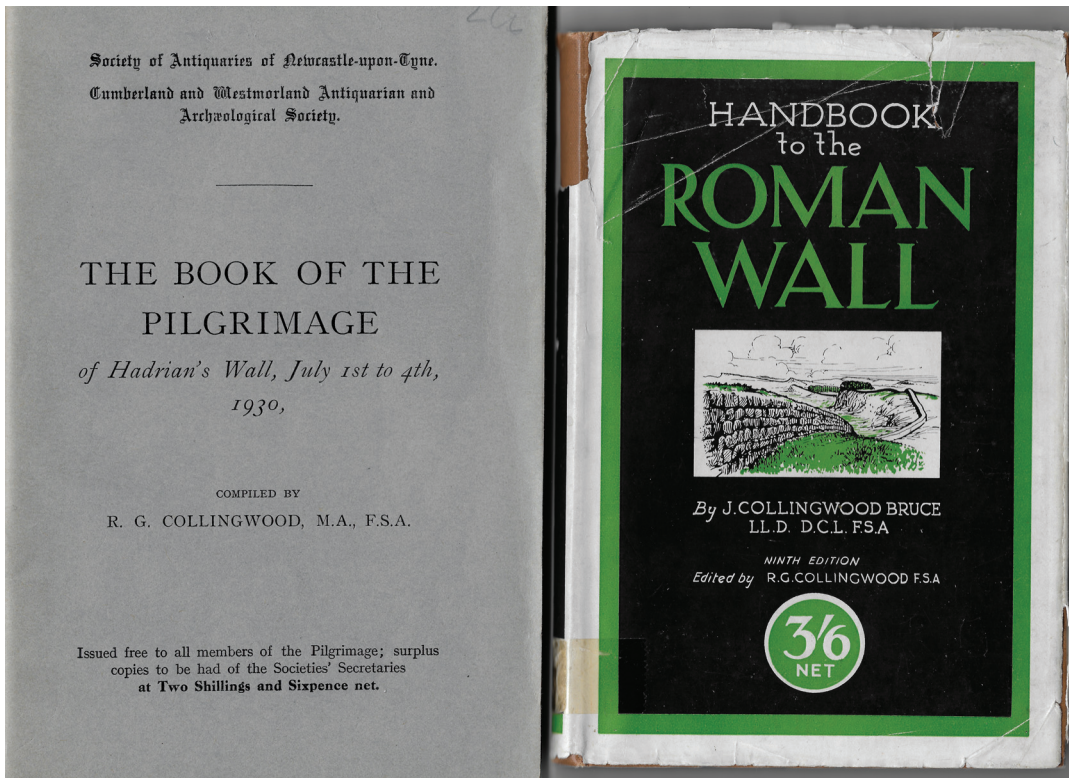 Society of Antiquaries of Newcastle-upon-Tyne.
Cumberland and Westmorland Antiquarian and
Archæological Society.
THE BOOK OF THE
PILGRIMAGE
of Hadrian's Wall, July 1st to 4th,
1930,
COMPILED BY
R. G. COLLINGWOOD, M.A., F.S.A.
Issued free to all members of the Pilgrimage; surplus
copies to be had of the Societies' Secretaries
at Two Shillings and Sixpence net.
HANDBOOK
to the
ROMAN
WALL
By J. COLLINGWOOD BRUCE
LL.D. D.C.L. F.S.A
NINTH EDITION
Edited by R.G. COLLINGWOOD F.S.A
3/6
NET